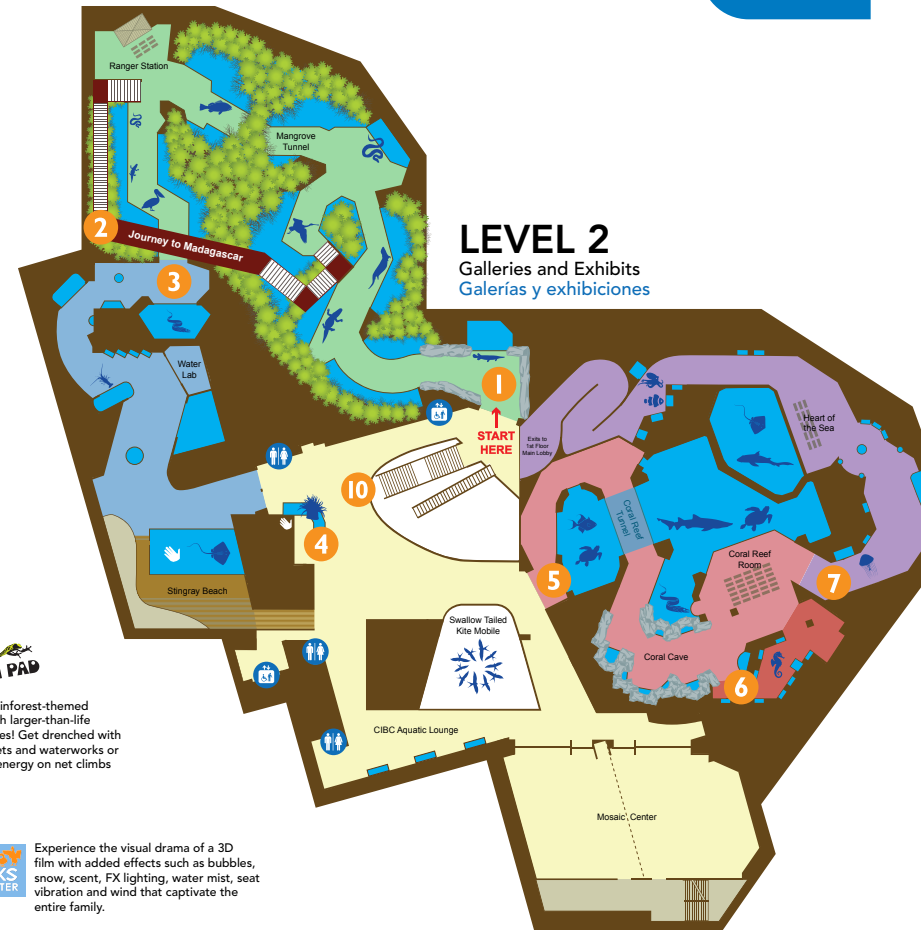 Ranger Station
Mangrove
Tunnel
2
Journey to Madagascar
3
LEVEL 2
Galleries and Exhibits
Galerías y exhibiciones
Water
Lab
1
START
HERE
Exits to
1st Floor
Main Lobby
Heart of
the Sea
10
4
Coral Reef
Tunnel
5
Coral Reef
Room
7
Stingray Beach
Swallow Tailed
Kite Mobile
Coral Cave
6
CIBC Aquatic Lounge
Mosaic Center
PAD
larger-than-life
Get drenched with
and waterworks or
energy on net climbs
Experience the visual drama of a 3D
film with added effects such as bubbles,
snow, scent, FX lighting, water mist, seat
vibration and wind that captivate the
entire family.